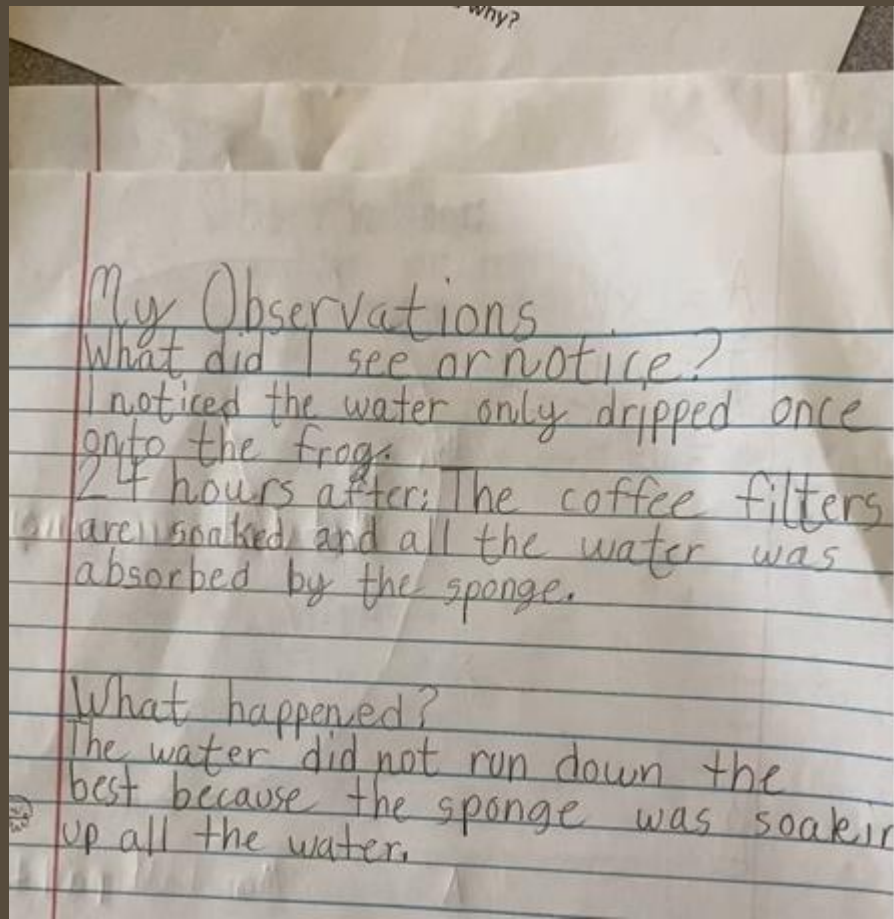 why?
My Observations
What did I see or notice?
I noticed the water only dripped once
onto the frog.
24 hours after: The coffee filters
are soaked and all the water was
absorbed by the sponge.
What happened?
The water did not run down the
best because the sponge was soakin
up all the water.